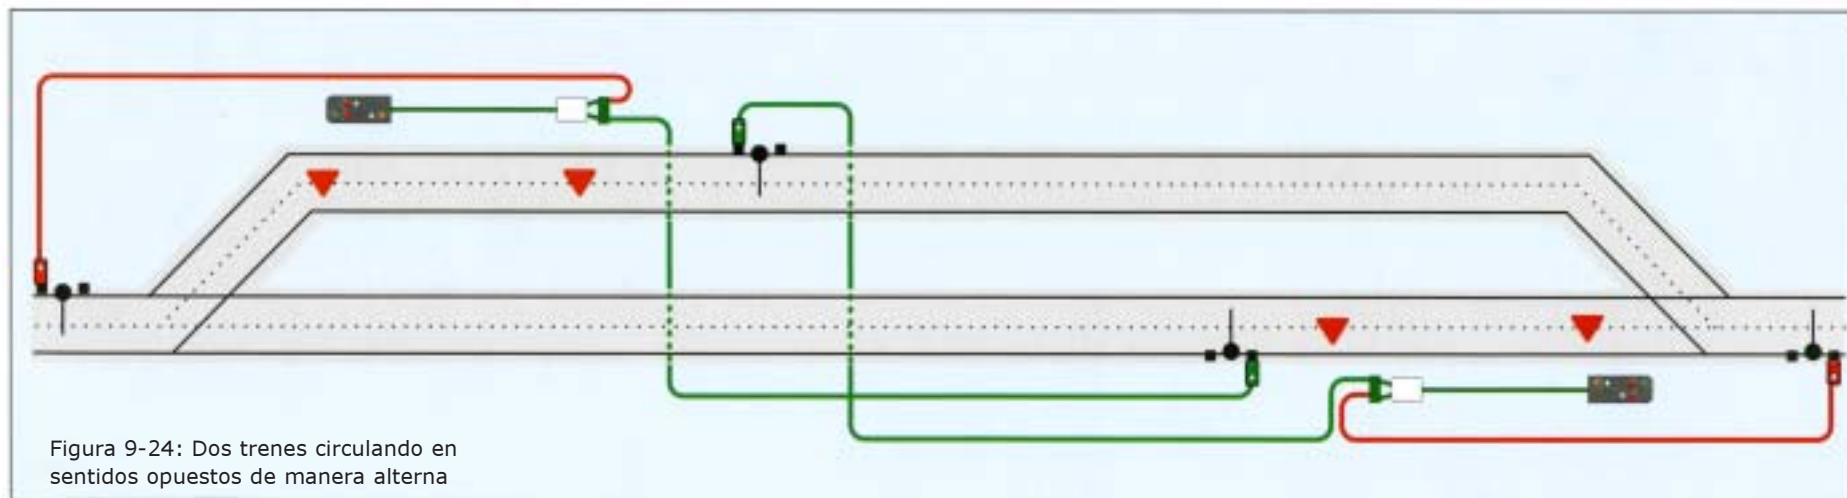 Figura 9-24: Dos trenes circulando en
sentidos opuestos de manera alterna